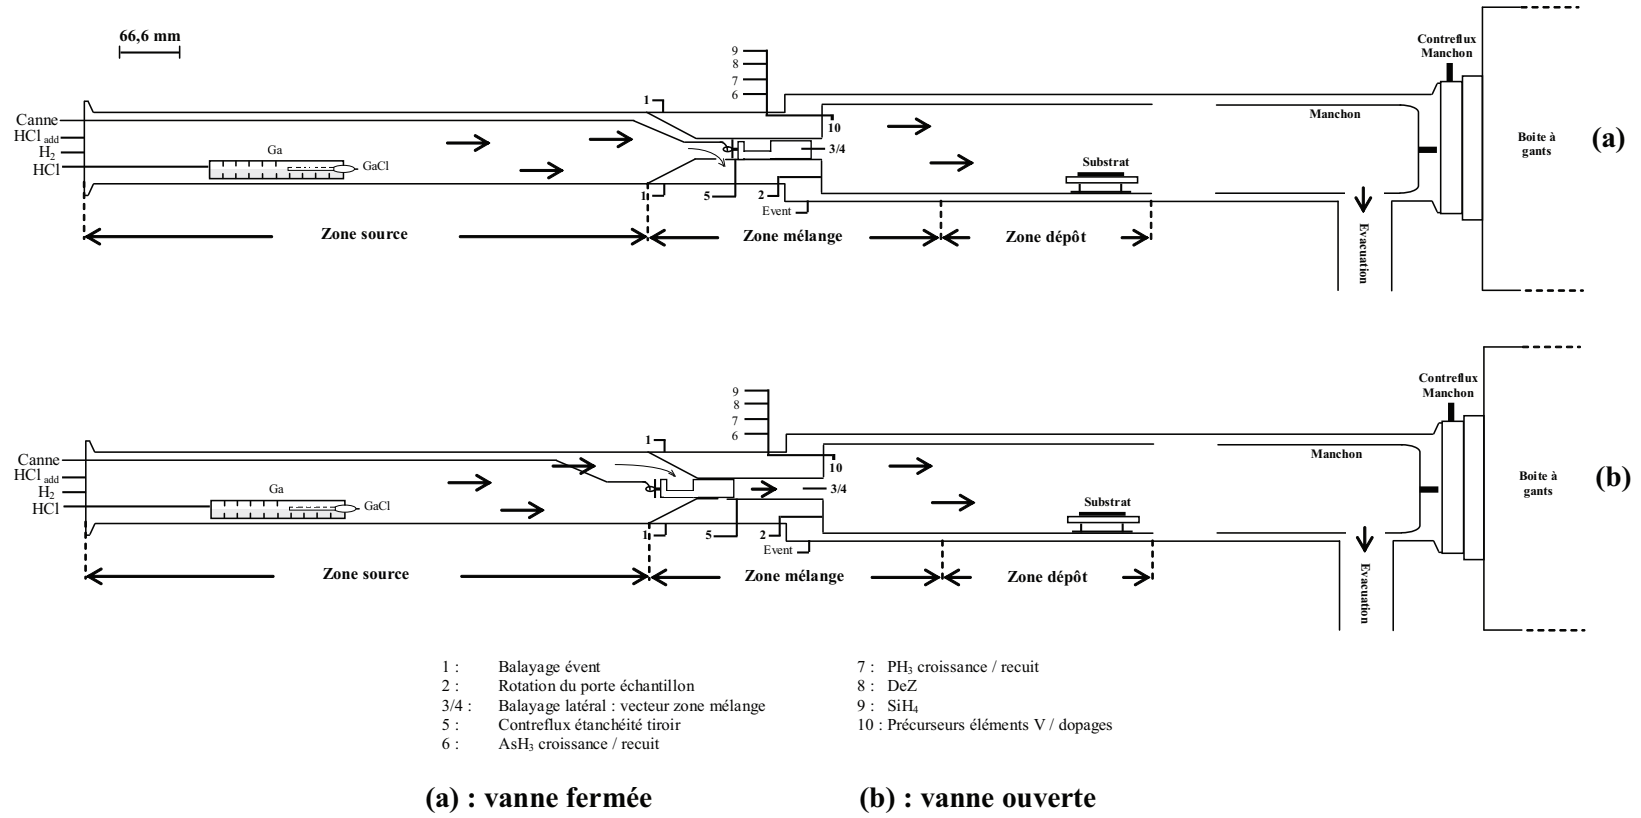 66,6 mm
Contreflux
Manchon
9
8
7
6
1
10
Canne
HCl add
H2
HCl
Ga
GaCl
3/4
Manchon
Boite à
gants
(a)
Substrat
1
5
2
Event
Zone source
Zone mélange
Zone dépôt
Evacuation
Contreflux
Manchon
9
8
7
6
1
10
Canne
HCl add
H2
HCl
Ga
GaCl
3/4
Manchon
Boite à
gants
(b)
Substrat
1
5
2
Event
Zone source
Zone mélange
Zone dépôt
Evacuation
1 : Balayage évent
2 : Rotation du porte échantillon
3/4 : Balayage latéral : vecteur zone mélange
5 : Contreflux étanchéité tiroir
6 : AsH3 croissance / recuit
7 : PH3 croissance / recuit
8 : DeZ
9 : SiH4
10 : Précurseurs éléments V / dopages
(a) : vanne fermée
(b) : vanne ouverte